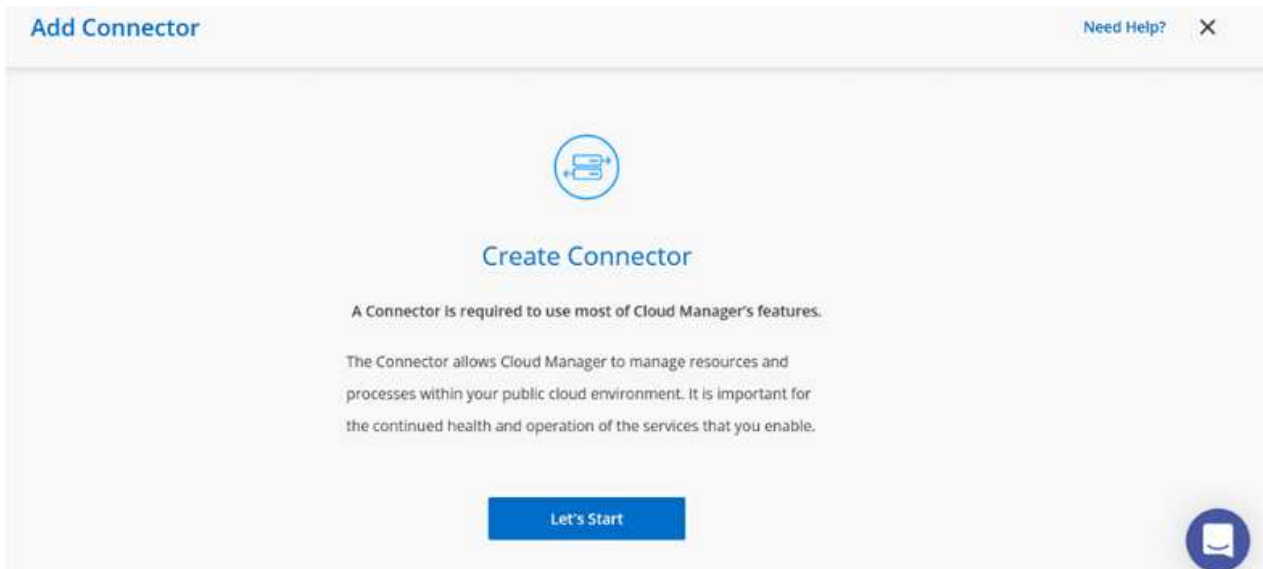 Add Connector
Need Help?
Create Connector
A Connector is required to use most of Cloud Manager's features.
The Connector allows Cloud Manager to manage resources and
processes within your public cloud environment. It is important for
the continued health and operation of the services that you enable.
Let's Start